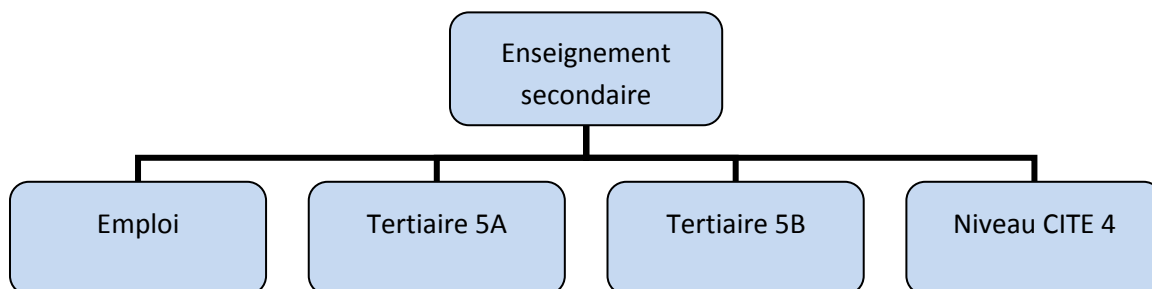 Enseignement
secondaire
Emploi
Tertiaire 5A
Tertiaire 5B
Niveau CITE 4